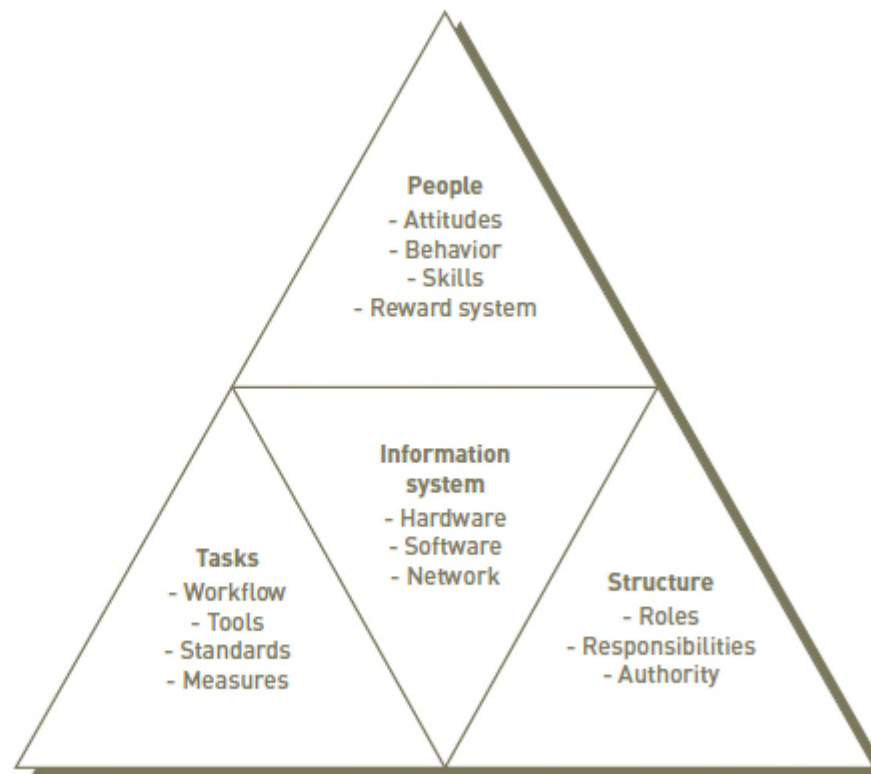 People
- Attitudes
- Behavior
- Skills
- Reward system
Information
system
- Hardware
- Software
- Network
Tasks
- Workflow
- Tools
- Standards
- Measures
Structure
- Roles
- Responsibilities
- Authority